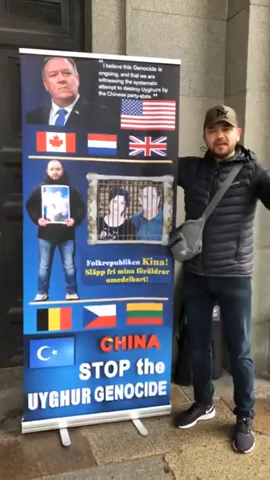 "I believe this Genocide is
ongoing, and that we are
witnessing the systematic
attempt to destroy Uyghurs by
the Chinese party-state."
Folkrepubliken Kina!
Släpp fri mina föräldrar
omedelbart!
CHINA
STOP the
UYGHUR GENOCIDE